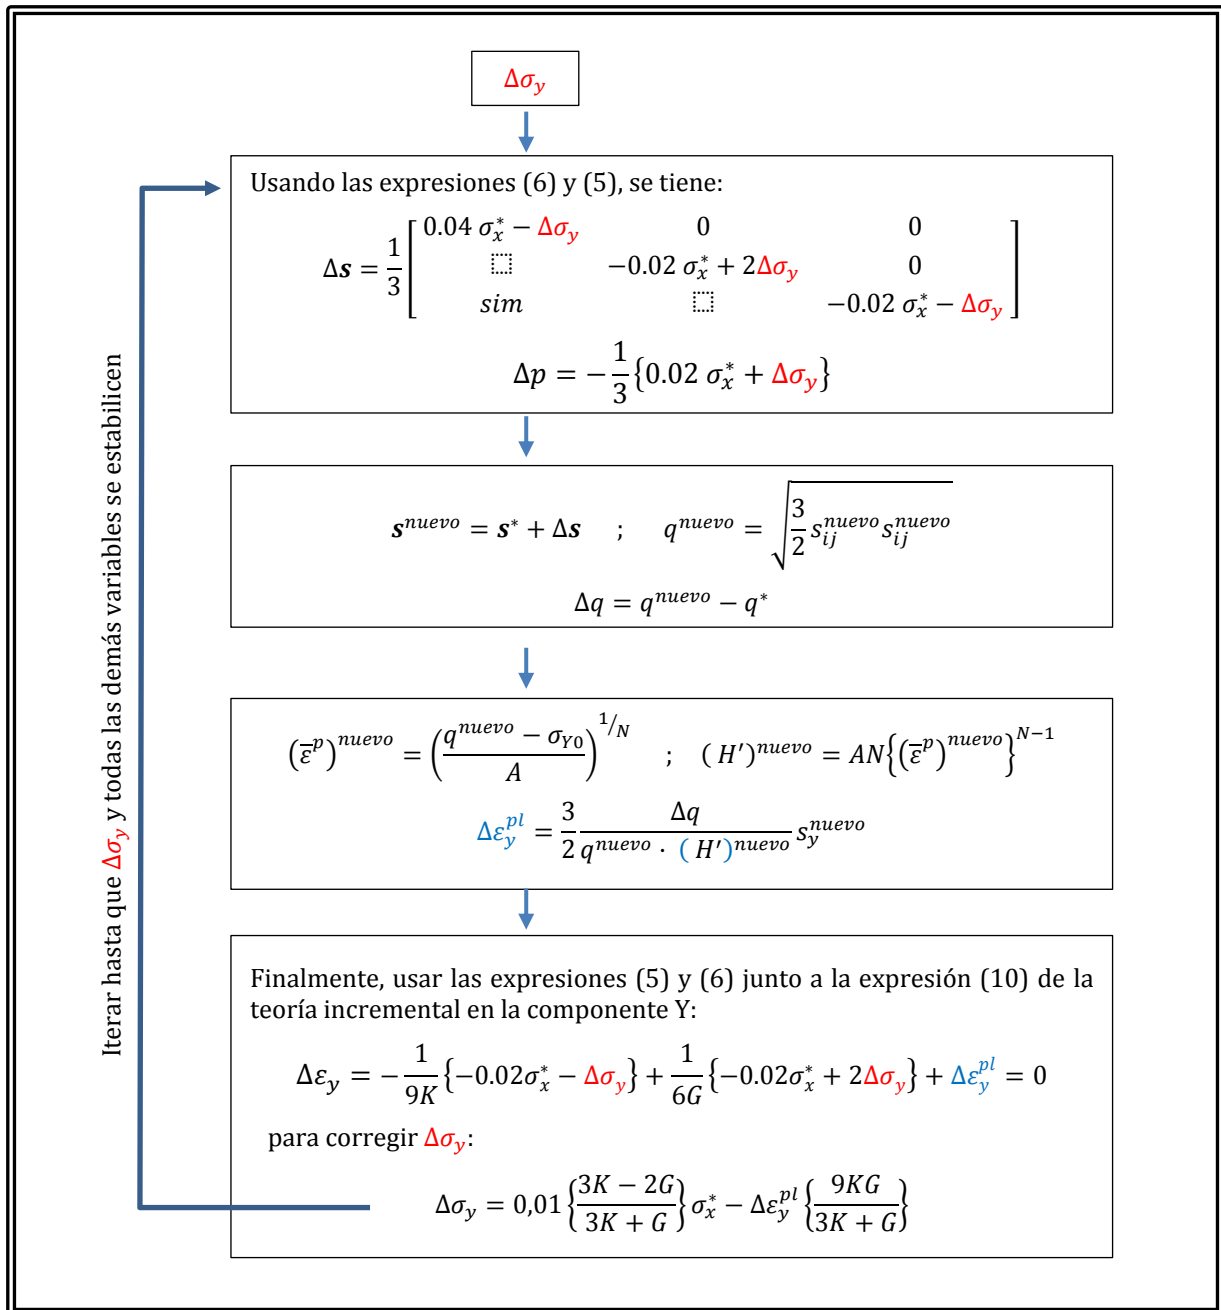 Δσ_y
Usando las expresiones (6) y (5), se tiene:
Δ𝒔 = 1/3 [ 0.04 σ_x^* − Δσ_y   0   0
⬚   −0.02 σ_x^* + 2Δσ_y   0
sim   ⬚   −0.02 σ_x^* − Δσ_y ]
Δp = −1/3 {0.02 σ_x^* + Δσ_y}
𝒔^{nuevo} = 𝒔^* + Δ𝒔   ;   q^{nuevo} = √(3/2 s_{ij}^{nuevo} s_{ij}^{nuevo})
Δq = q^{nuevo} − q^*
(ε̅^p)^{nuevo} = ((q^{nuevo} − σ_{Y0})/A)^{1/N}   ;   ( H′)^{nuevo} = AN{(ε̅^p)^{nuevo}}^{N−1}
Δε_y^{pl} = 3/2 Δq/(q^{nuevo} · ( H′)^{nuevo}) s_y^{nuevo}
Finalmente, usar las expresiones (5) y (6) junto a la expresión (10) de la
teoría incremental en la componente Y:
Δε_y = −1/(9K) {−0.02σ_x^* − Δσ_y} + 1/(6G) {−0.02σ_x^* + 2Δσ_y} + Δε_y^{pl} = 0
para corregir Δσ_y:
Δσ_y = 0,01 {(3K − 2G)/(3K + G)} σ_x^* − Δε_y^{pl} {9KG/(3K + G)}
Iterar hasta que Δσ_y y todas las demás variables se estabilicen